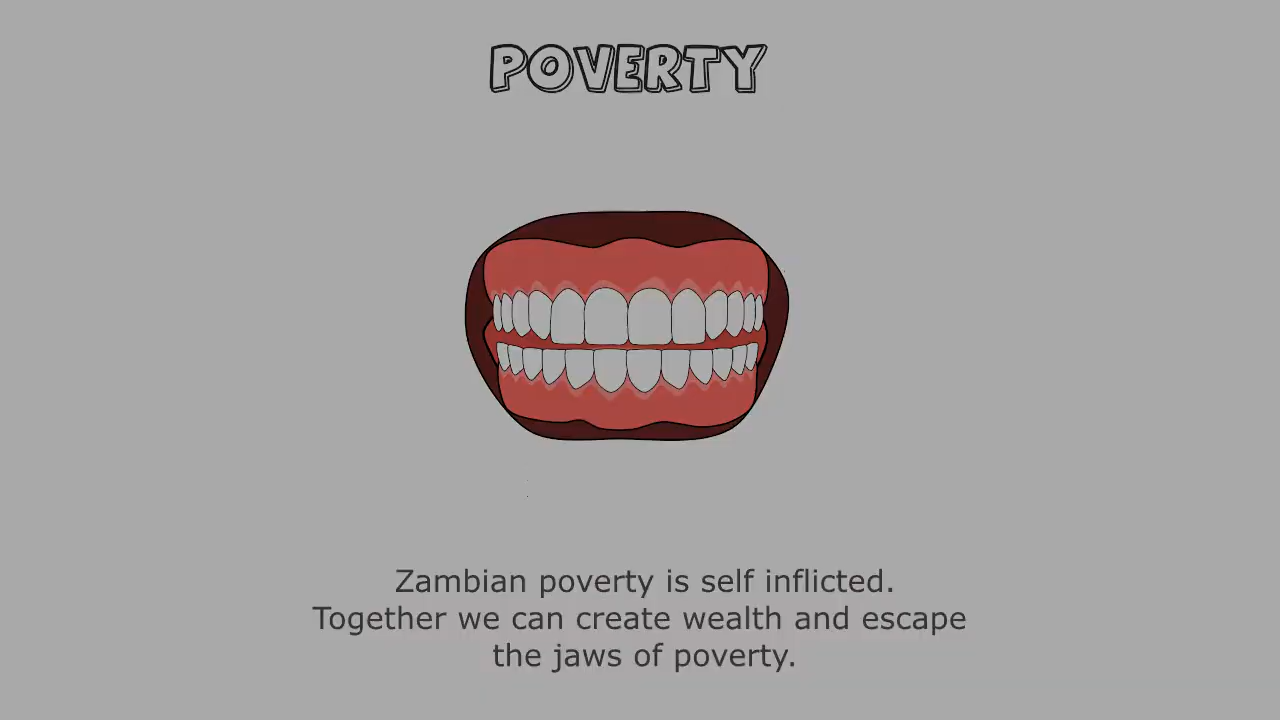 POVERTY
Zambian poverty is self inflicted.
Together we can create wealth and escape
the jaws of poverty.